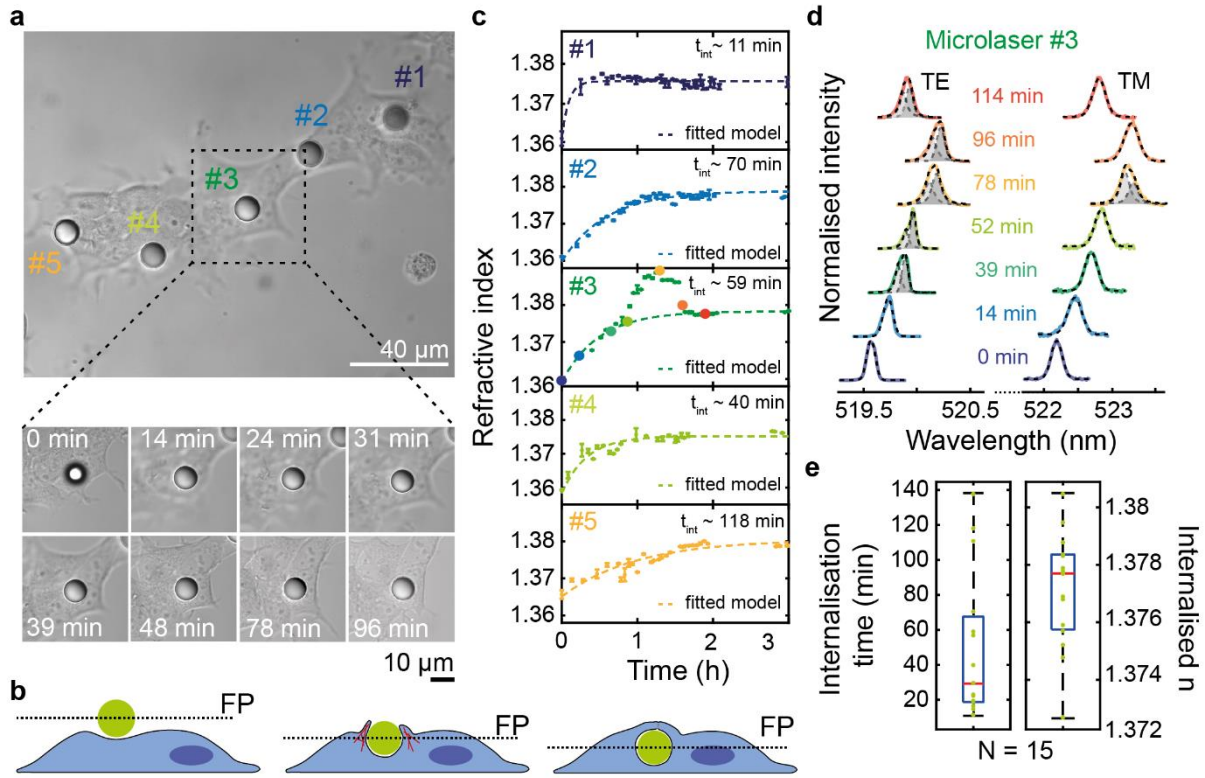 a
#1
#2
#3
#4
#5
40 µm
0 min
14 min
24 min
31 min
39 min
48 min
78 min
96 min
10 µm
b
FP
FP
FP
c
Refractive index
#1
t_int~ 11 min
1.38
1.37
1.36
fitted model
#2
t_int ~ 70 min
1.38
1.37
1.36
fitted model
#3
t_int ~ 59 min
1.38
1.36
fitted model
#4
t_int ~ 40 min
1.38
1.37
1.36
fitted model
#5
t_int ~ 118 min
1.38
1.37
1.36
fitted model
0 1 2 3
Time (h)
d
Microlaser #3
Normalised intensity
TE
TM
114 min
96 min
78 min
52 min
39 min
14 min
0 min
519.5 520.5 522 523
Wavelength (nm)
e
Internalisation
time (min)
140
120
100
80
60
40
20
1.38
1.378
1.376
1.374
1.372
Internalised n
N = 15